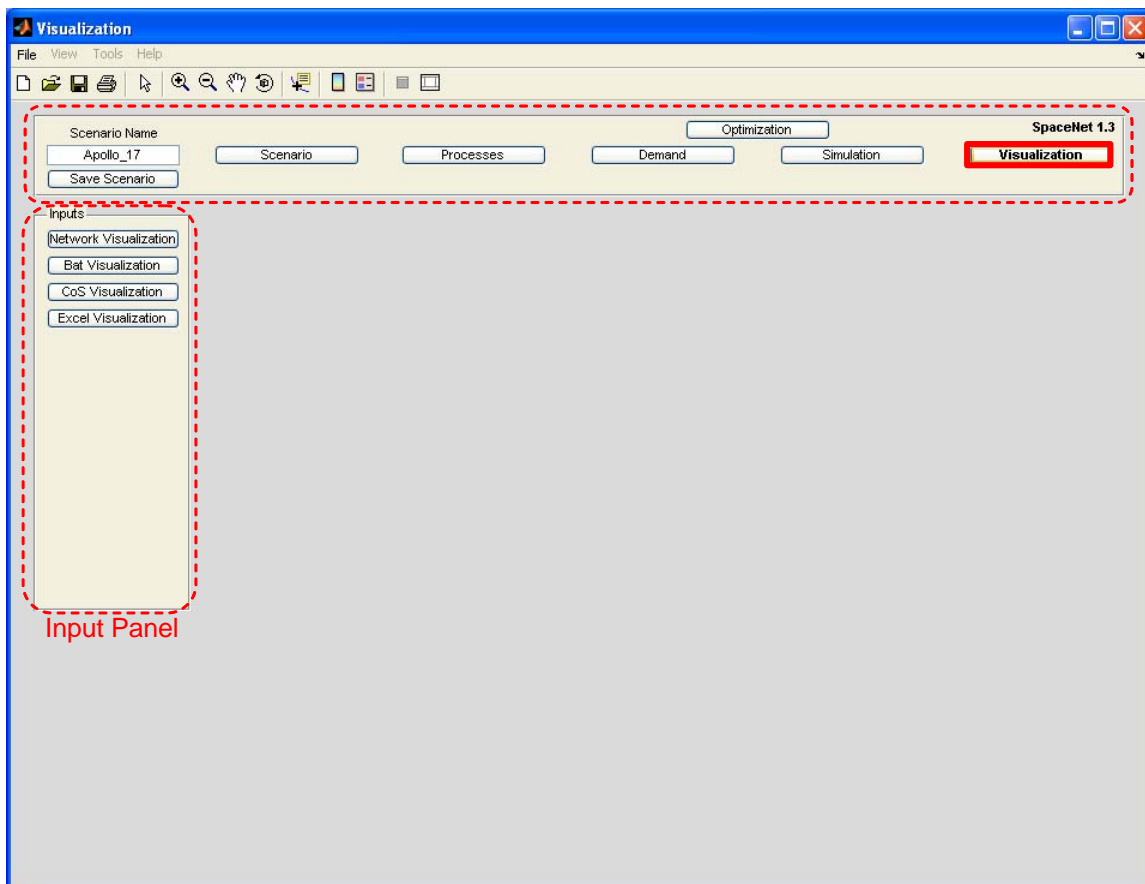 Visualization
File View Tools Help
Optimization
SpaceNet 1.3
Scenario Name
Apollo_17
Scenario
Processes
Demand
Simulation
Visualization
Save Scenario
Inputs
Network Visualization
Bat Visualization
CoS Visualization
Excel Visualization
Input Panel